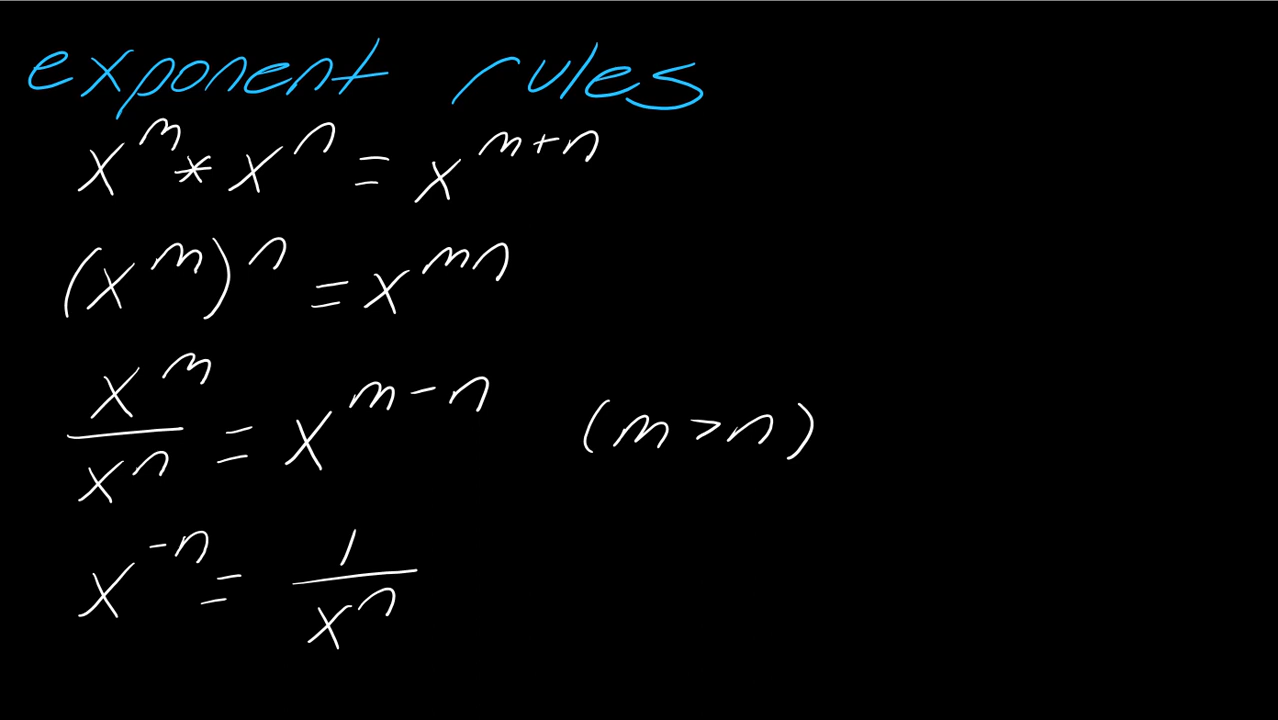 exponent rules
x^m * x^n = x^(m+n)
(x^m)^n = x^(mn)
x^m / x^n = x^(m-n) (m > n)
x^(-n) = 1 / x^n